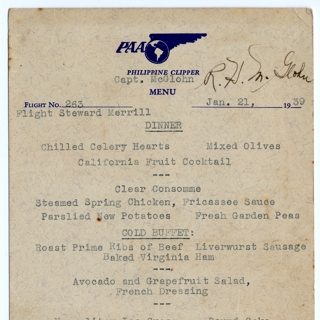 PAA
PHILIPPINE CLIPPER
Capt. McGlohn R. H. McGlohn
MENU
FLIGHT NO. 263 Jan. 21, 1939
Flight Steward Merrill
DINNER
Chilled Celery Hearts Mixed Olives
California Fruit Cocktail
---
Clear Consomme
Steamed Spring Chicken, Fricassee Sauce
Parslied New Potatoes Fresh Garden Peas
COLD BUFFET:
Roast Prime Ribs of Beef Liverwurst Sausage
Baked Virginia Ham
---
Avocado and Grapefruit Salad,
French Dressing
---